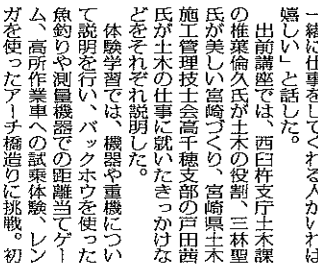 一緒に仕事をしてくれる人がいれば
嬉しい」と話した。
　出前講座では、西臼杵支庁土木課
の椎葉倫久氏が土木の役割、三林聖
氏が美しい宮崎づくり、宮崎県土木
施工管理技士会高千穂支部の芦田茜
氏が土木の仕事に就いたきっかけな
どをそれぞれ説明した。
　体験学習では、機器や重機につい
て説明を行い、バックホウを使った
魚釣りや測量機器での距離当てゲー
ム、高所作業車への試乗体験、レン
ガを使ったアーチ橋造りに挑戦。初